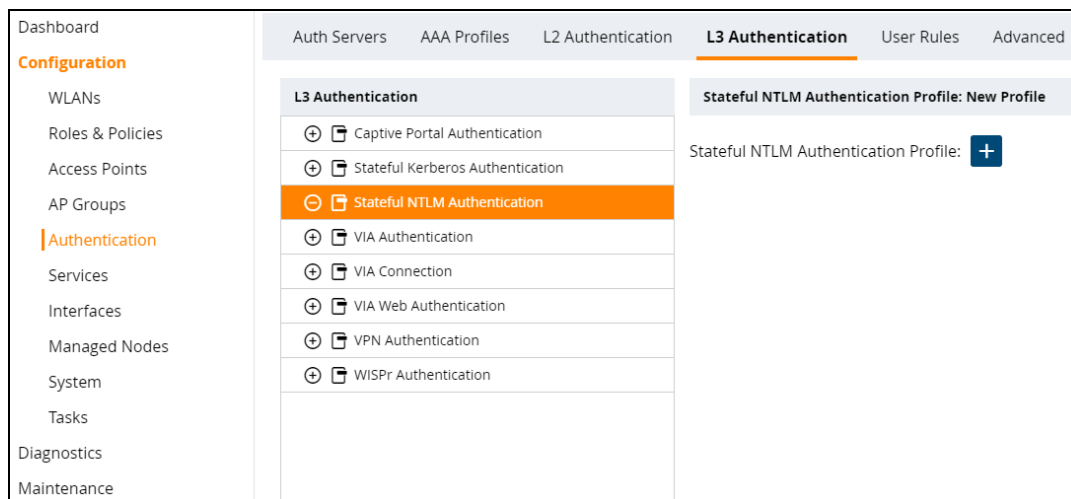 Dashboard
Configuration
WLANs
Roles & Policies
Access Points
AP Groups
Authentication
Services
Interfaces
Managed Nodes
System
Tasks
Diagnostics
Maintenance
Auth Servers AAA Profiles L2 Authentication L3 Authentication User Rules Advanced
L3 Authentication
Captive Portal Authentication
Stateful Kerberos Authentication
Stateful NTLM Authentication
VIA Authentication
VIA Connection
VIA Web Authentication
VPN Authentication
WISPr Authentication
Stateful NTLM Authentication Profile: New Profile
Stateful NTLM Authentication Profile: